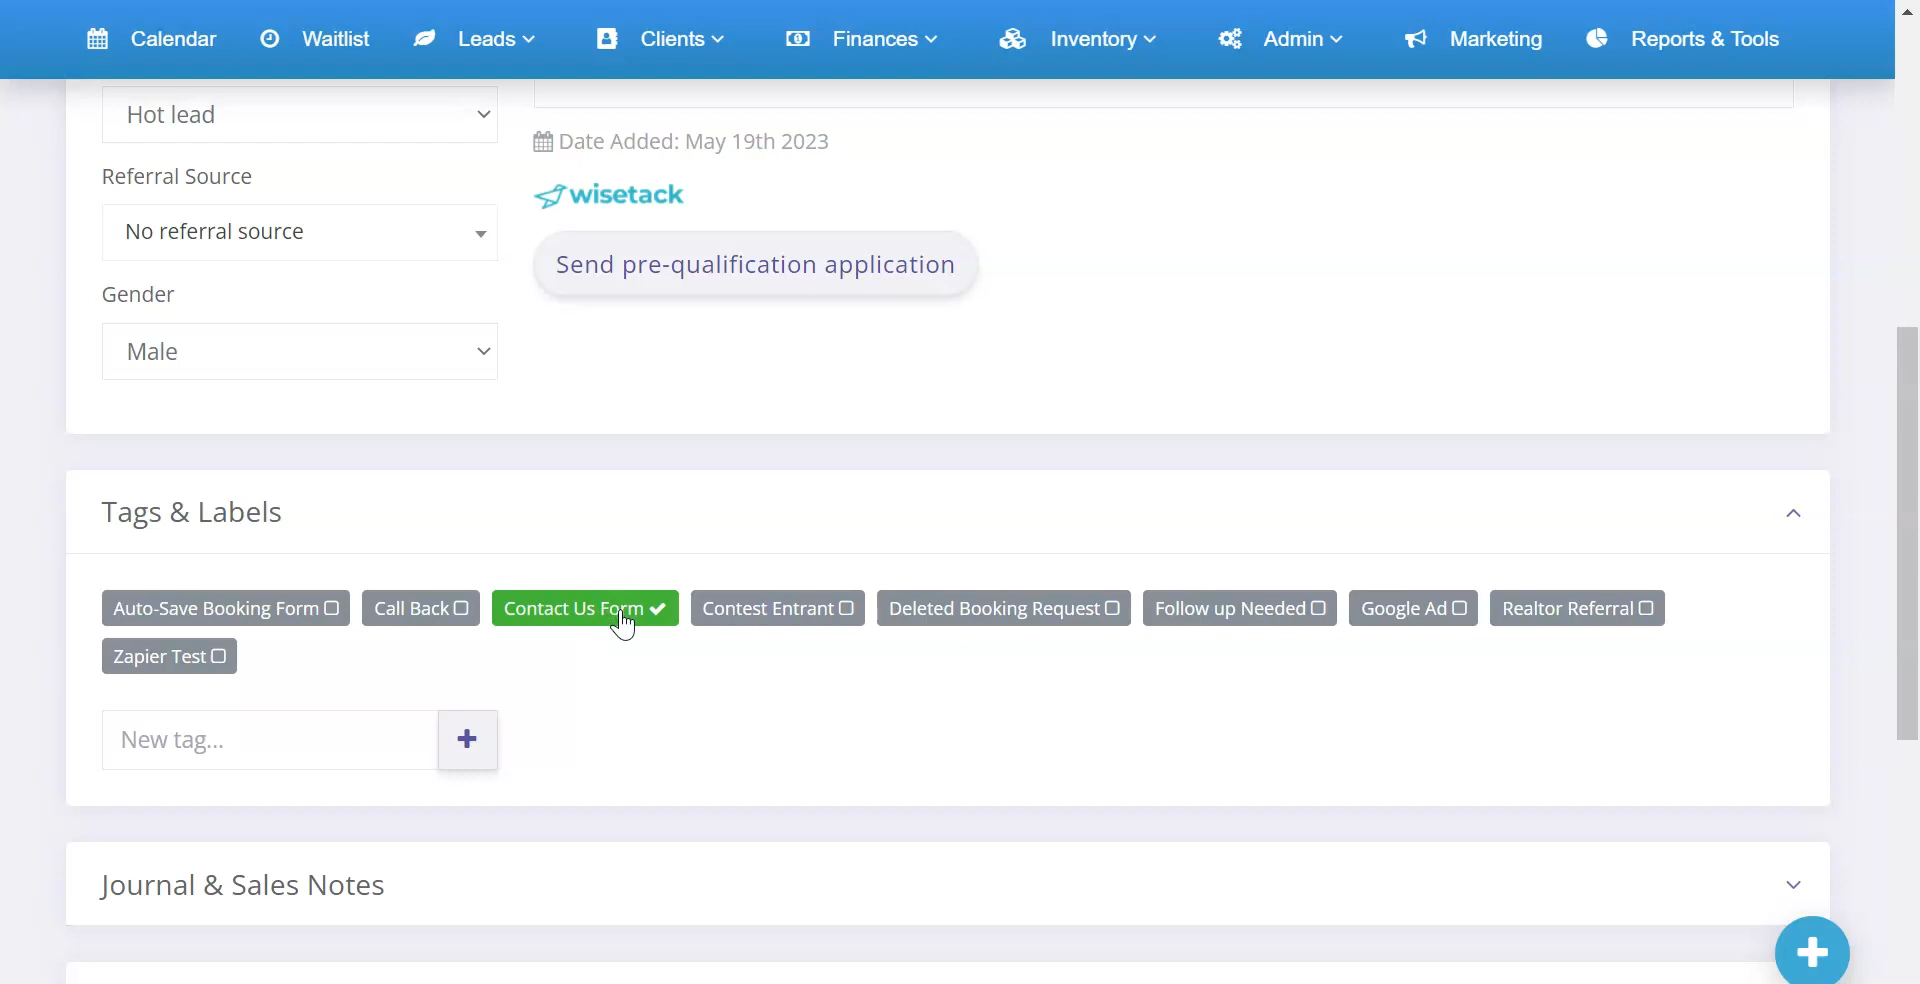 Calendar Waitlist Leads Clients Finances Inventory Admin Marketing Reports & Tools
Hot lead
Date Added: May 19th 2023
Referral Source
wisetack
No referral source
Send pre-qualification application
Gender
Male
Tags & Labels
Auto-Save Booking Form Call Back Contact Us Form Contest Entrant Deleted Booking Request Follow up Needed Google Ad Realtor Referral
Zapier Test
New tag...
Journal & Sales Notes